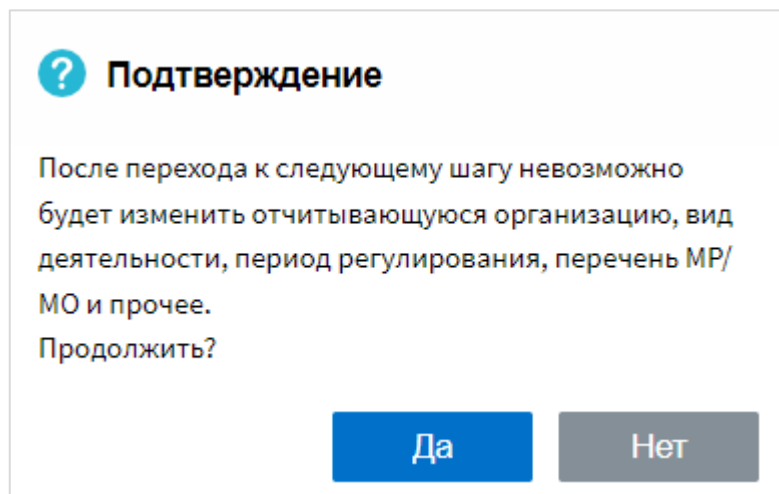 ?
Подтверждение
После перехода к следующему шагу невозможно
будет изменить отчитывающуюся организацию, вид
деятельности, период регулирования, перечень МР/
МО и прочее.
Продолжить?
Да Нет